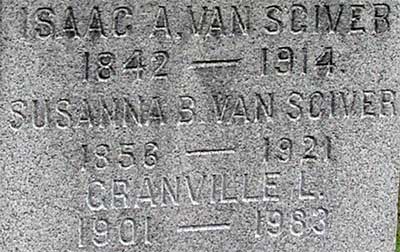 ISAAC A. VAN SCIVER
1842 — 1914.
SUSANNA B. VAN SCIVER
1856 — 1921
GRANVILLE L.
1901 — 1983